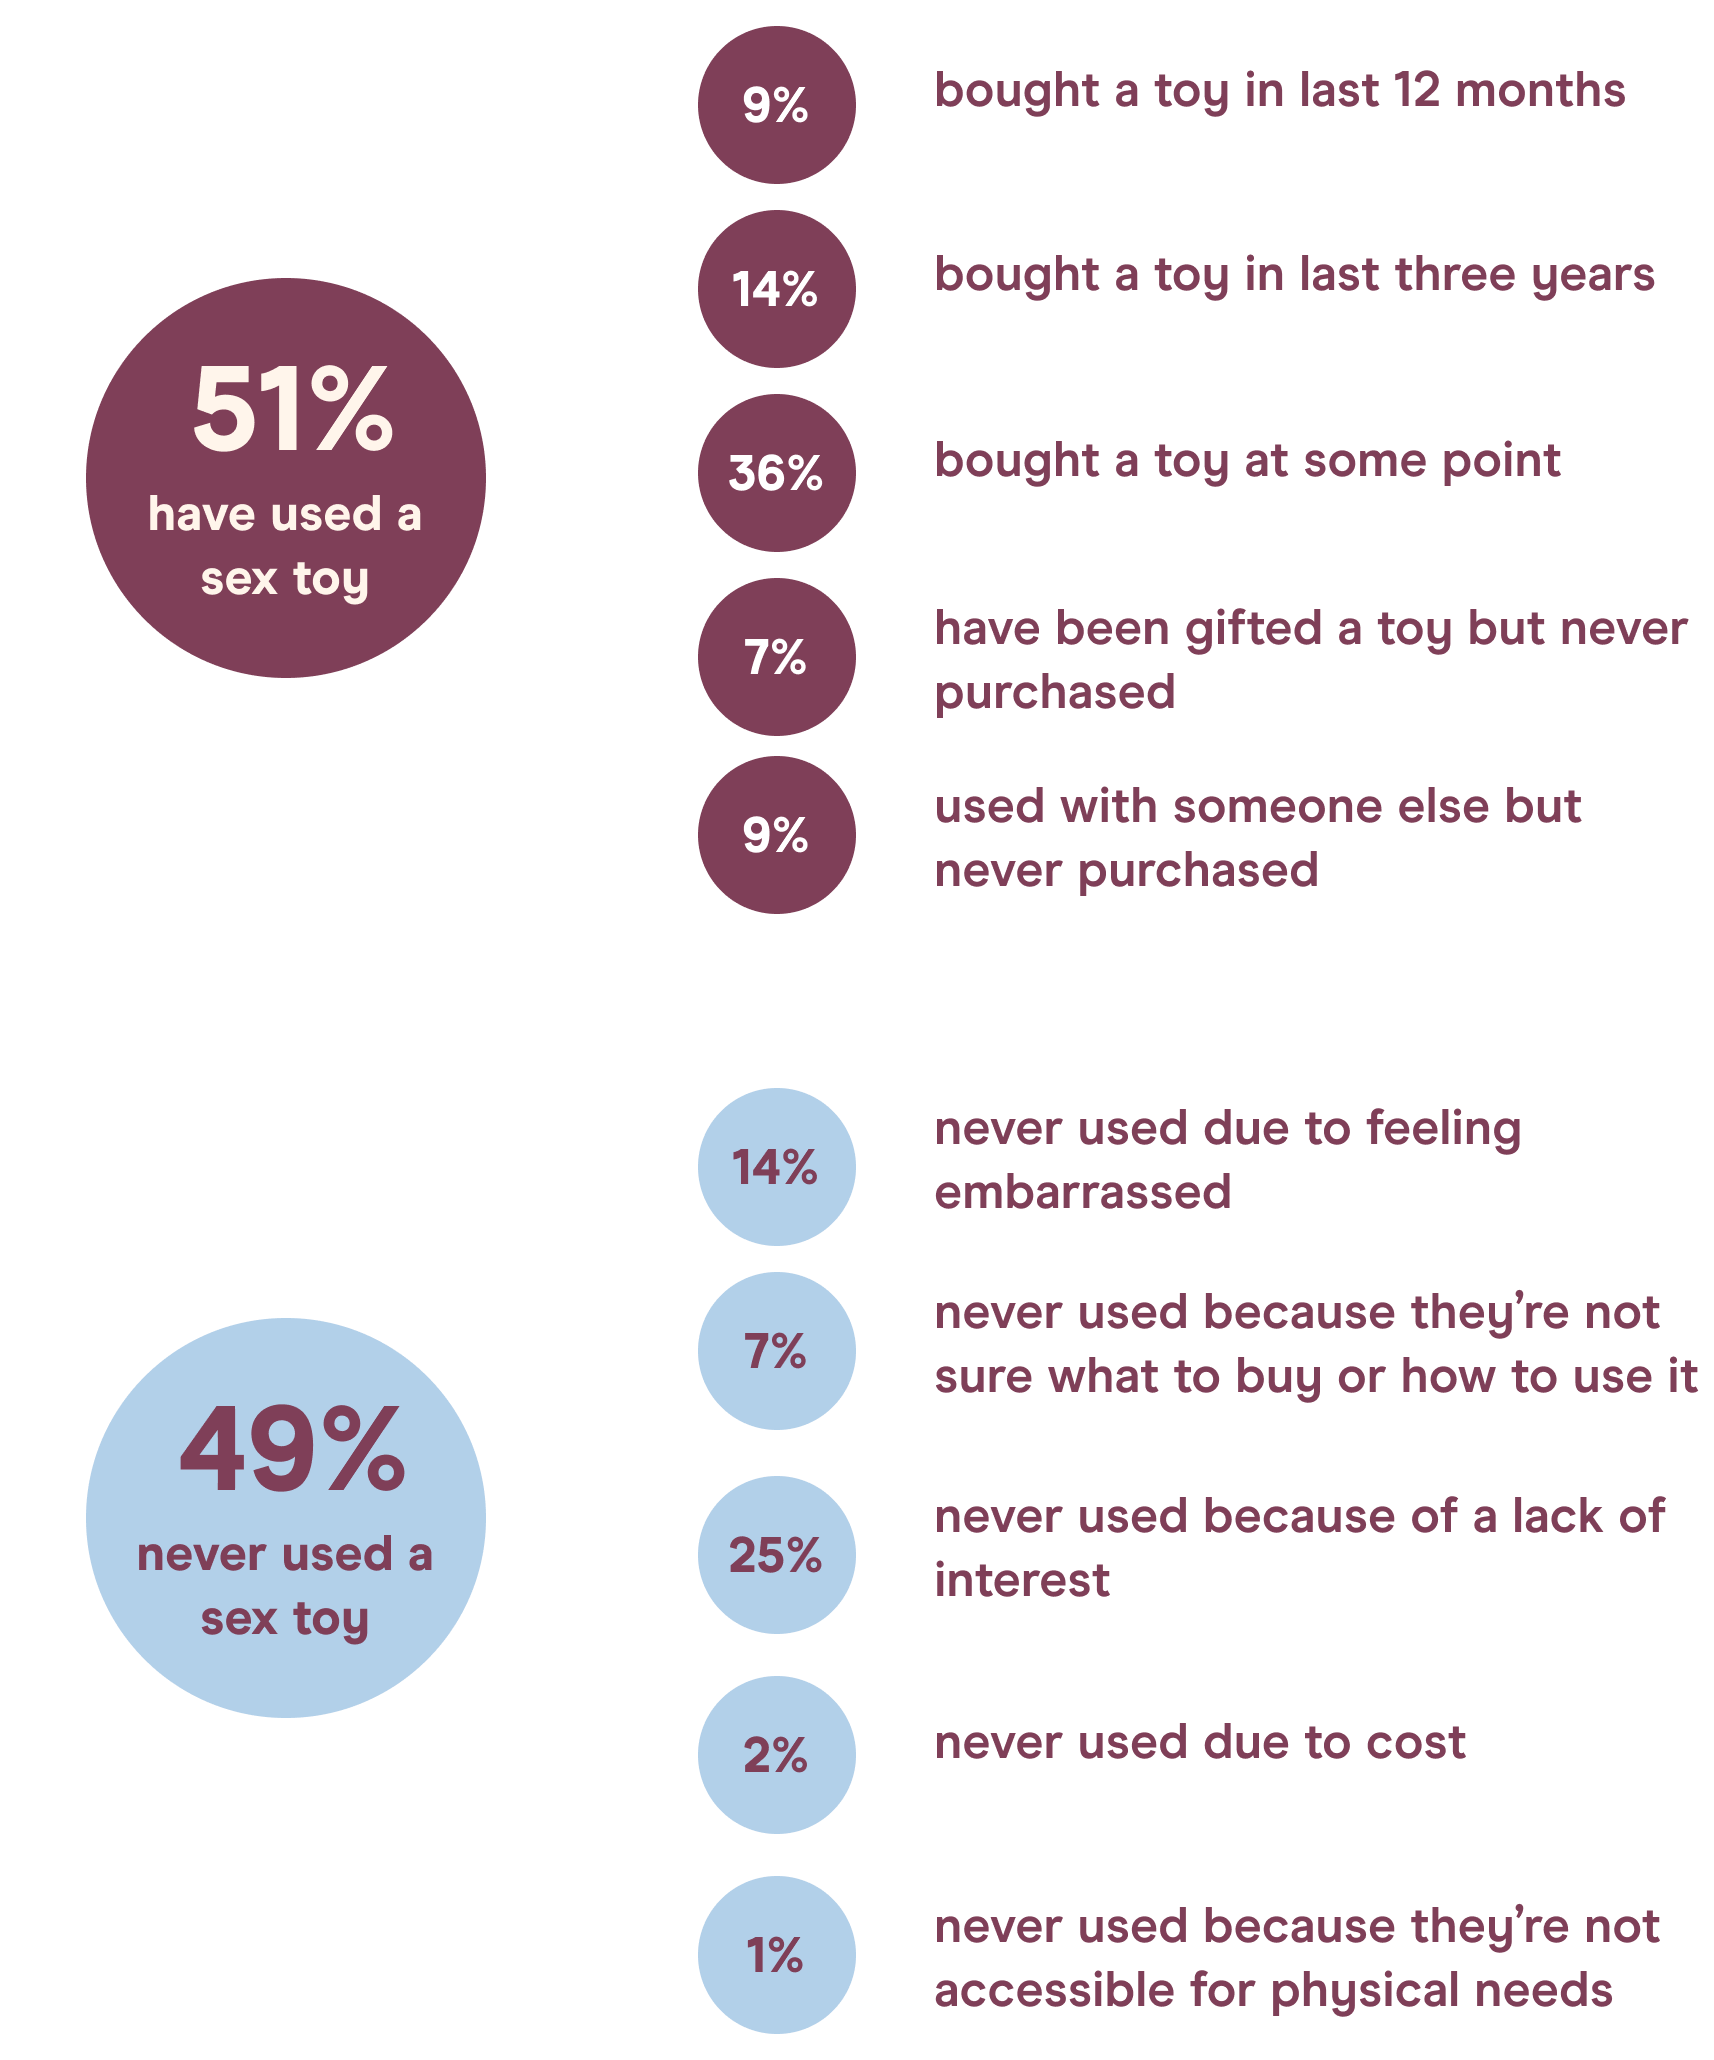 51%
have used a
sex toy
9%
bought a toy in last 12 months
14%
bought a toy in last three years
36%
bought a toy at some point
7%
have been gifted a toy but never
purchased
9%
used with someone else but
never purchased
49%
never used a
sex toy
14%
never used due to feeling
embarrassed
7%
never used because they’re not
sure what to buy or how to use it
25%
never used because of a lack of
interest
2%
never used due to cost
1%
never used because they’re not
accessible for physical needs